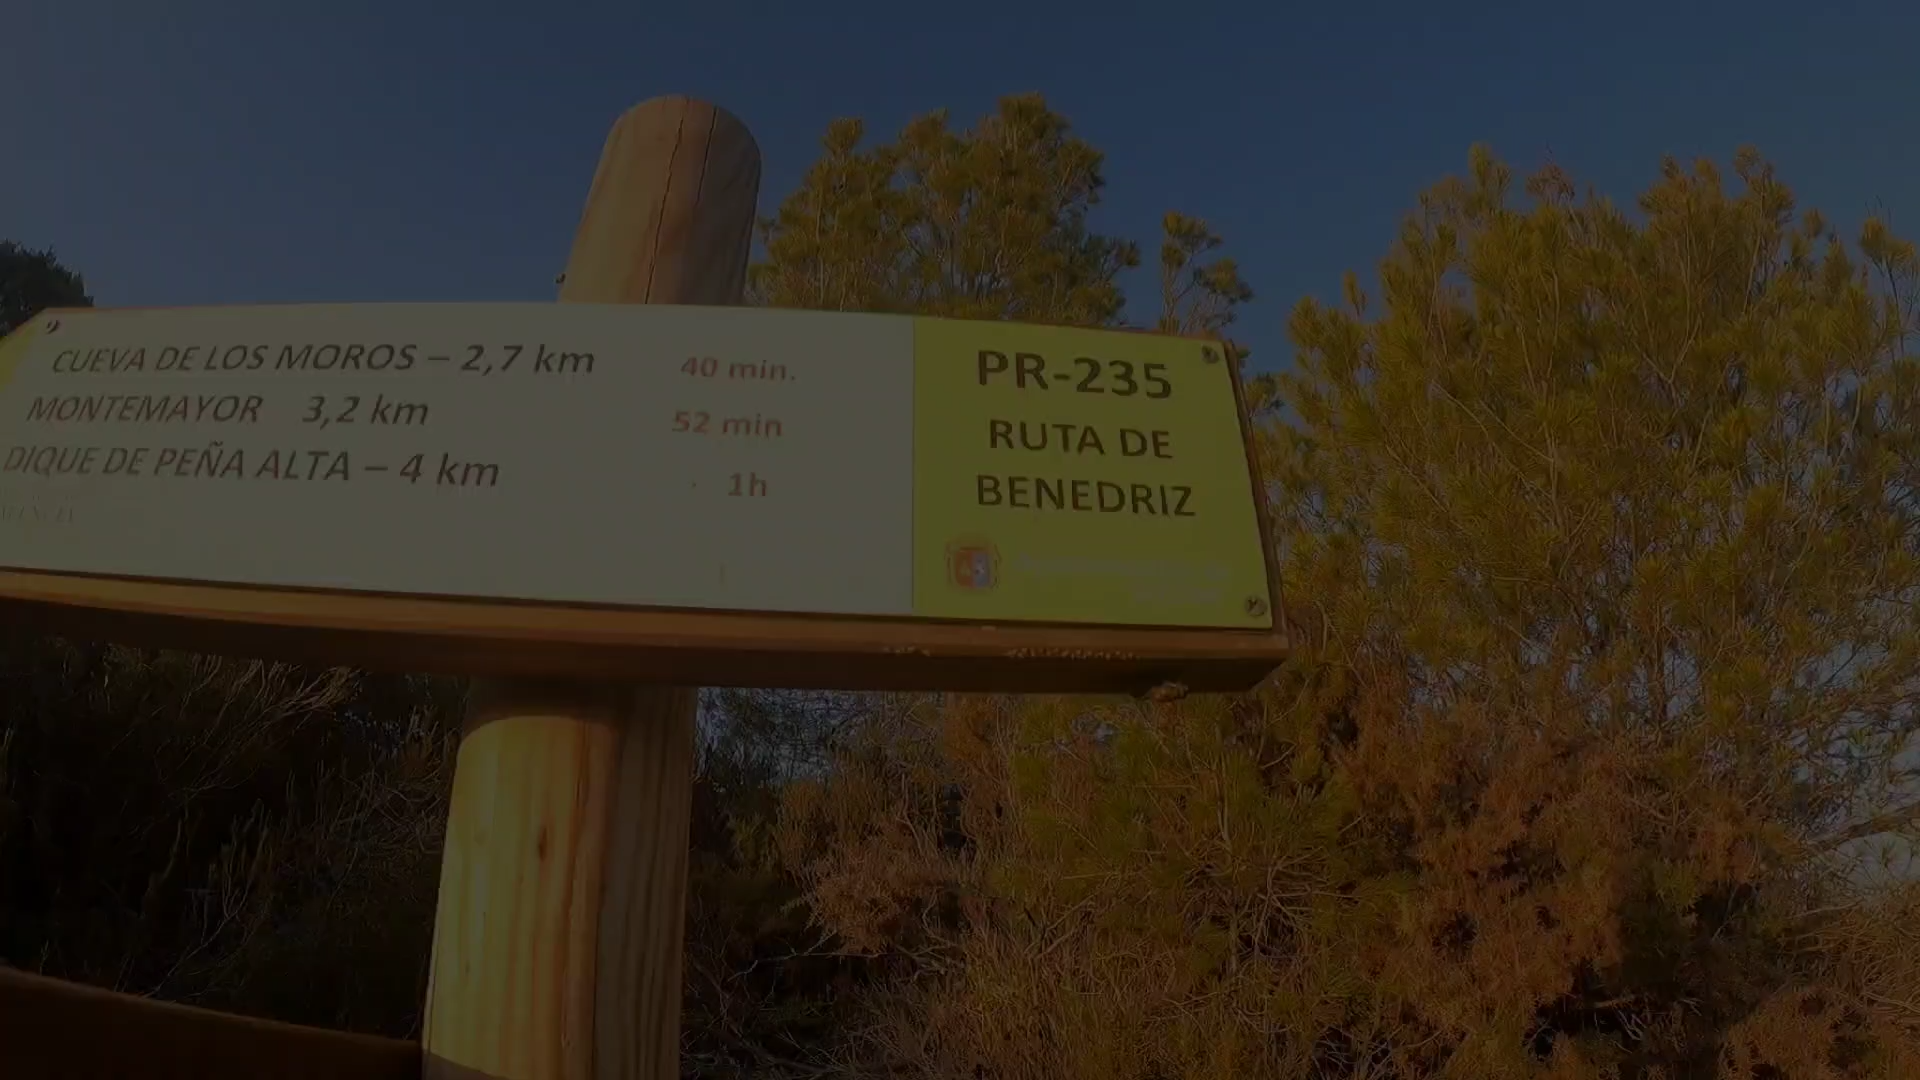 CUEVA DE LOS MOROS – 2,7 km 40 min.
MONTEMAYOR 3,2 km 52 min
DIQUE DE PEÑA ALTA – 4 km 1h
PR-235
RUTA DE
BENEDRIZ